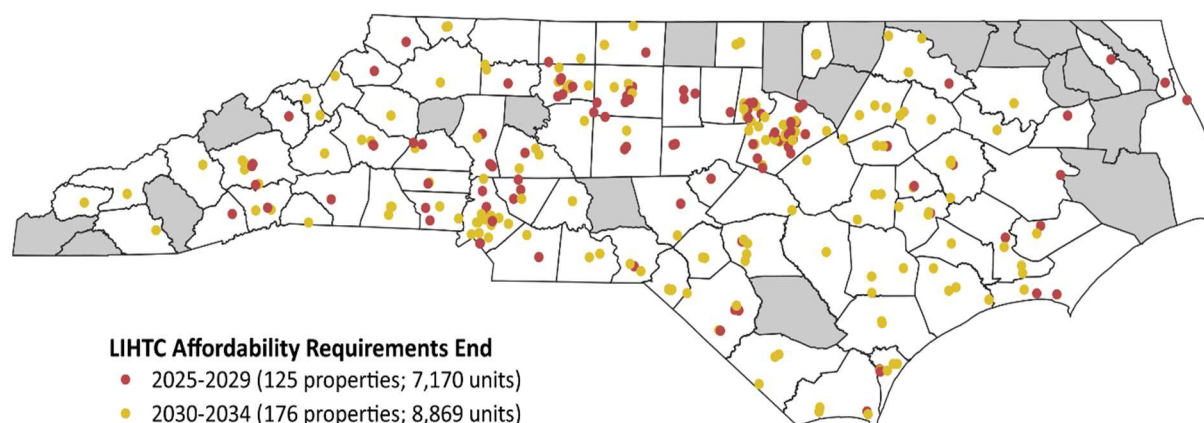 LIHTC Affordability Requirements End
2025-2029 (125 properties; 7,170 units)
2030-2034 (176 properties; 8,869 units)